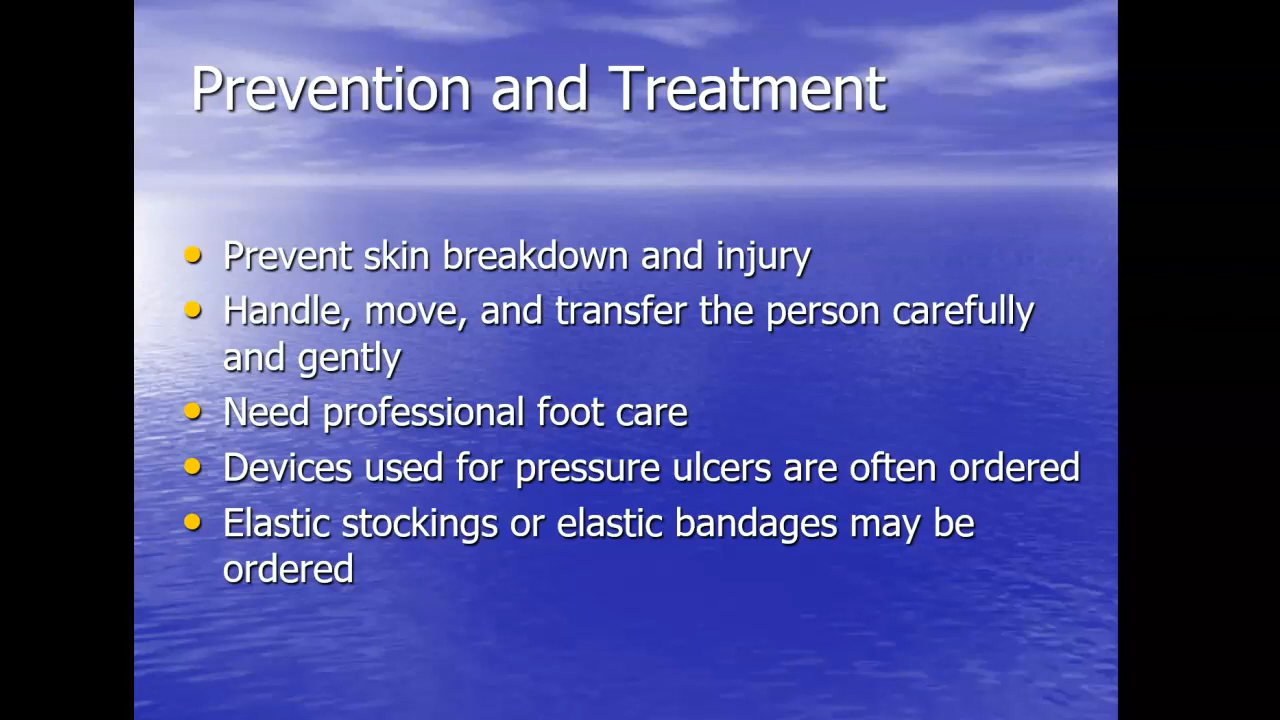 Prevention and Treatment
Prevent skin breakdown and injury
Handle, move, and transfer the person carefully
and gently
Need professional foot care
Devices used for pressure ulcers are often ordered
Elastic stockings or elastic bandages may be
ordered